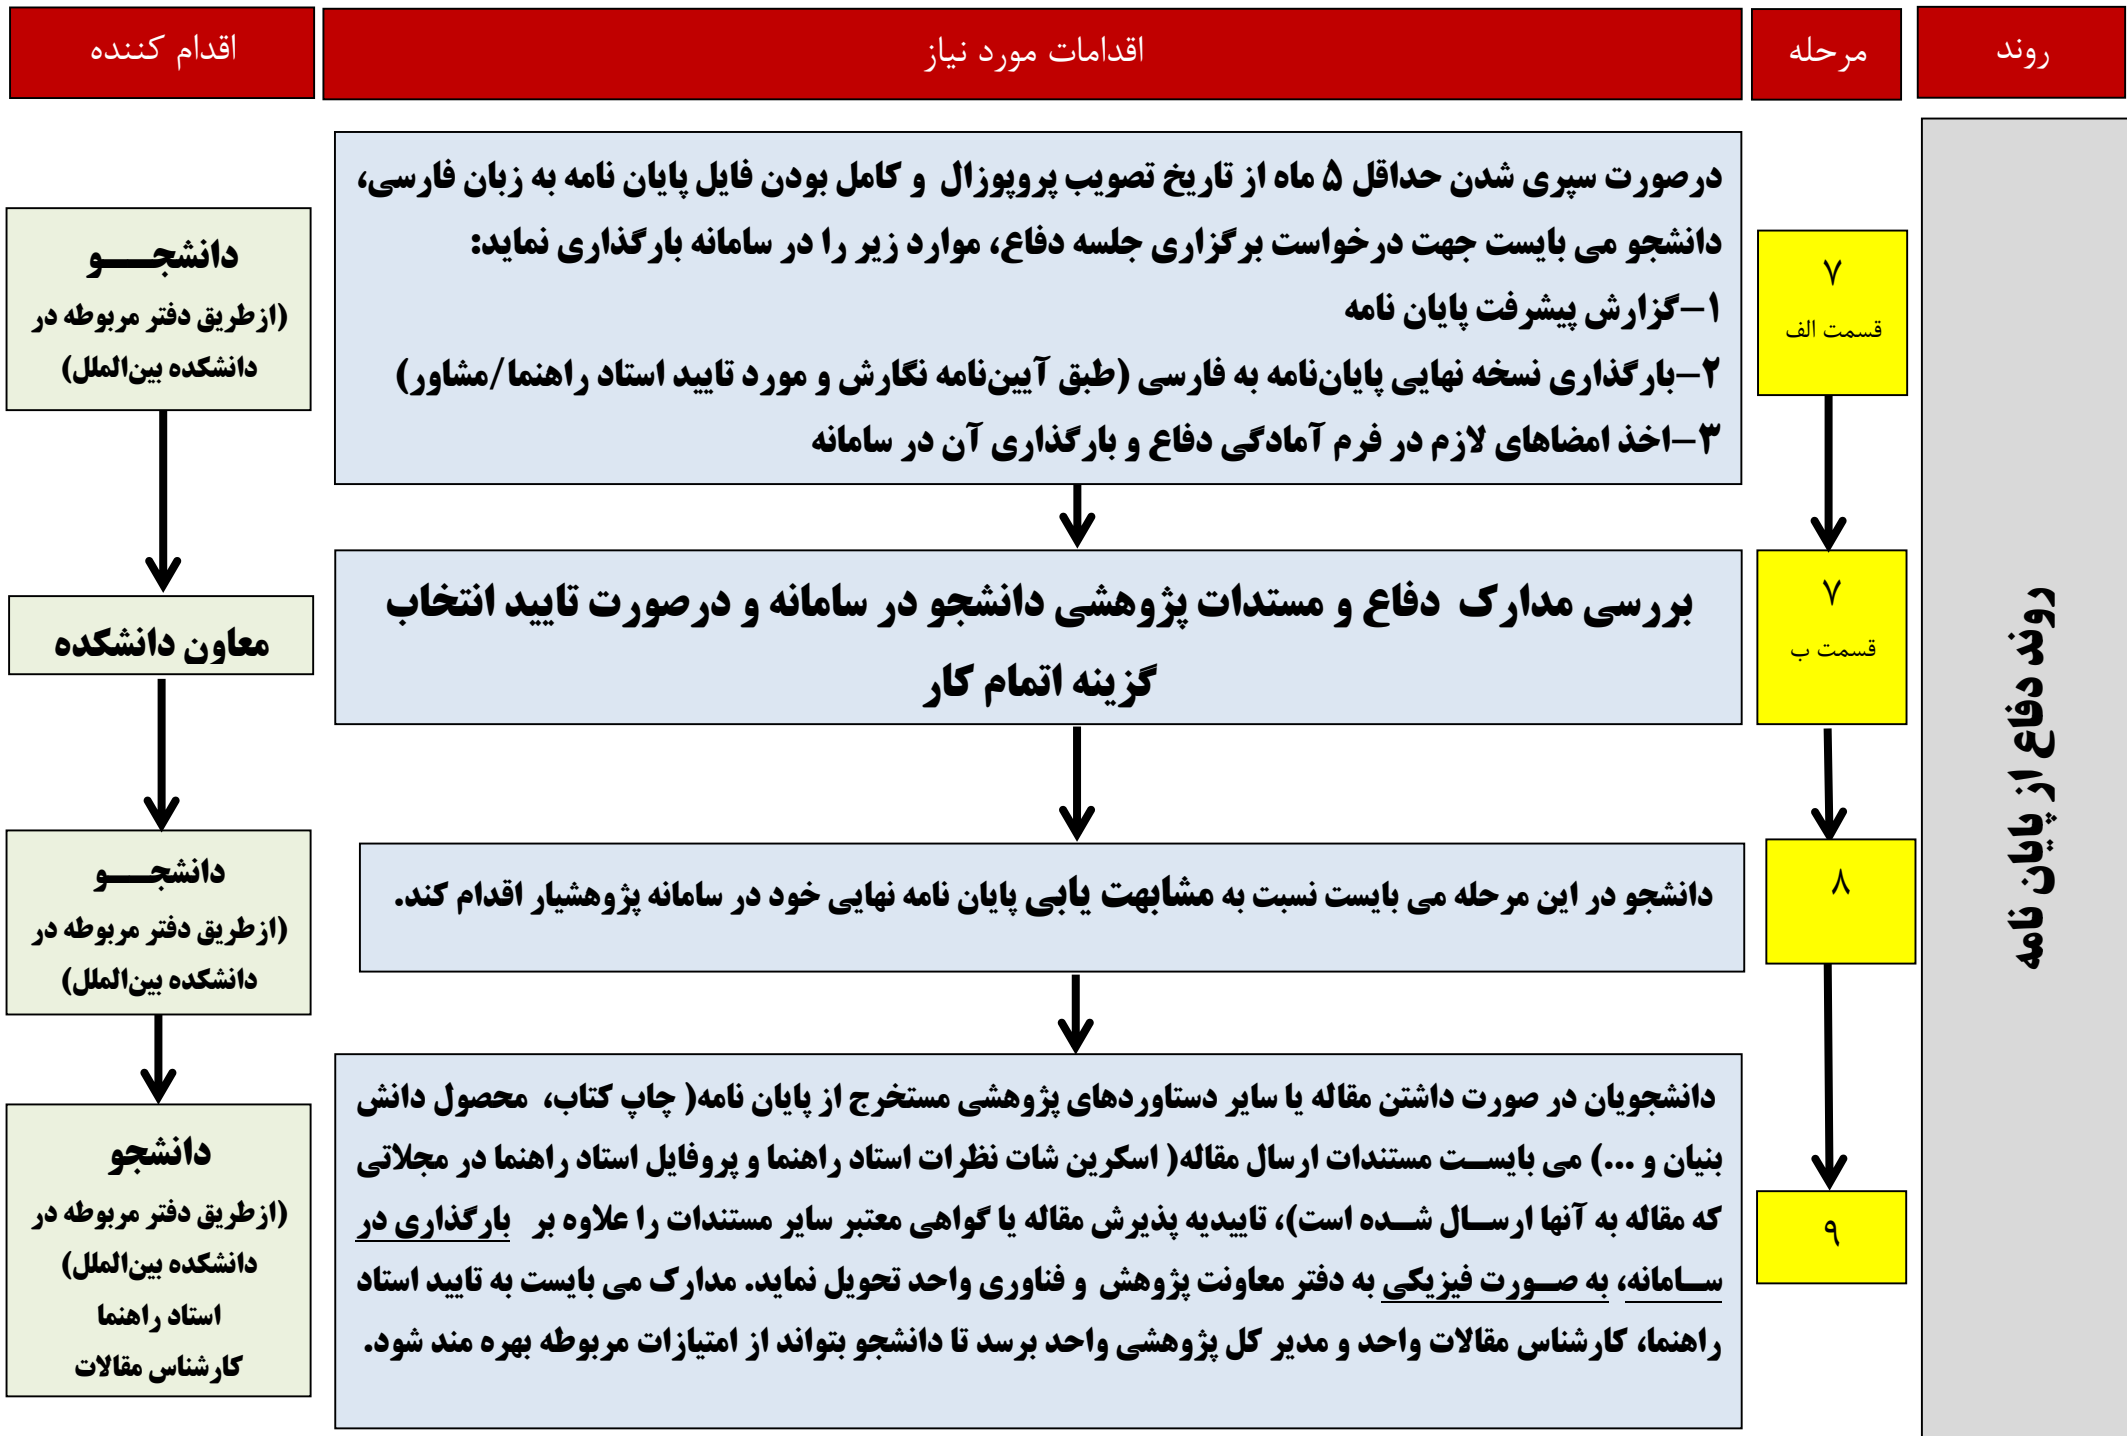 روند
مرحله
اقدامات مورد نیاز
اقدام کننده
روند دفاع از پایان نامه
۷
قسمت الف
درصورت سپری شدن حداقل ۵ ماه از تاریخ تصویب پروپوزال و کامل بودن فایل پایان نامه به زبان فارسی،
دانشجو می بایست جهت درخواست برگزاری جلسه دفاع، موارد زیر را در سامانه بارگذاری نماید:
۱-گزارش پیشرفت پایان نامه
۲-بارگذاری نسخه نهایی پایان‌نامه به فارسی (طبق آیین‌نامه نگارش و مورد تایید استاد راهنما/مشاور)
۳-اخذ امضاهای لازم در فرم آمادگی دفاع و بارگذاری آن در سامانه
دانشجـــــو
(ازطریق دفتر مربوطه در
دانشکده بین‌الملل)
۷
قسمت ب
بررسی مدارک دفاع و مستدات پژوهشی دانشجو در سامانه و درصورت تایید انتخاب
گزینه اتمام کار
معاون دانشکده
۸
دانشجو در این مرحله می بایست نسبت به مشابهت یابی پایان نامه نهایی خود در سامانه پژوهشیار اقدام کند.
دانشجـــــو
(ازطریق دفتر مربوطه در
دانشکده بین‌الملل)
۹
دانشجویان در صورت داشتن مقاله یا سایر دستاوردهای پژوهشی مستخرج از پایان نامه( چاپ کتاب، محصول دانش
بنیان و ...) می بایســت مستندات ارسال مقاله( اسکرین شات نظرات استاد راهنما و پروفایل استاد راهنما در مجلاتی
که مقاله به آنها ارســال شــده است)، تاییدیه پذیرش مقاله یا گواهی معتبر سایر مستندات را علاوه بر بارگذاری در
ســامانه، به صــورت فیزیکی به دفتر معاونت پژوهش و فناوری واحد تحویل نماید. مدارک می بایست به تایید استاد
راهنما، کارشناس مقالات واحد و مدیر کل پژوهشی واحد برسد تا دانشجو بتواند از امتیازات مربوطه بهره مند شود.
دانشجو
(ازطریق دفتر مربوطه در
دانشکده بین‌الملل)
استاد راهنما
کارشناس مقالات